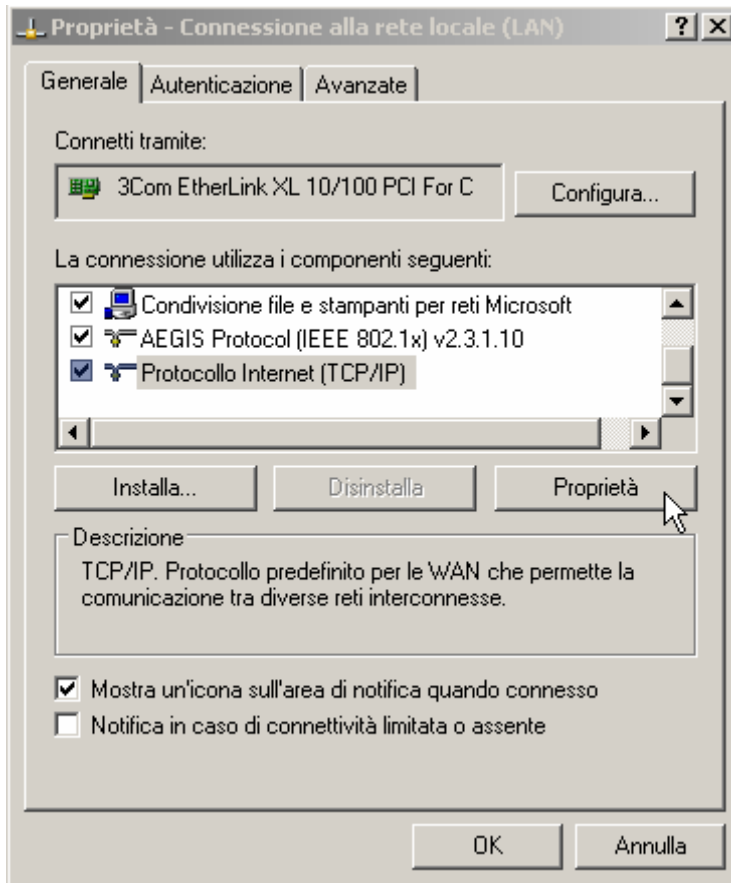 Proprietà - Connessione alla rete locale (LAN)
Generale
Autenticazione
Avanzate
Connetti tramite:
3Com EtherLink XL 10/100 PCI For C
Configura...
La connessione utilizza i componenti seguenti:
Condivisione file e stampanti per reti Microsoft
AEGIS Protocol (IEEE 802.1x) v2.3.1.10
Protocollo Internet (TCP/IP)
Installa...
Disinstalla
Proprietà
Descrizione
TCP/IP. Protocollo predefinito per le WAN che permette la
comunicazione tra diverse reti interconnesse.
Mostra un'icona sull'area di notifica quando connesso
Notifica in caso di connettività limitata o assente
OK
Annulla